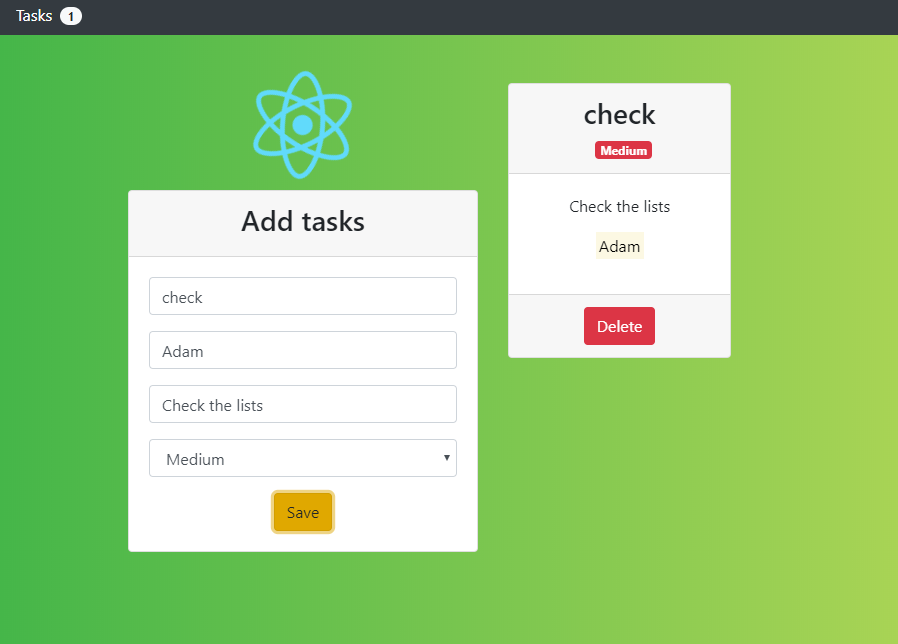 Tasks 1
Add tasks
check
Adam
Check the lists
Medium
Save
check
Medium
Check the lists
Adam
Delete